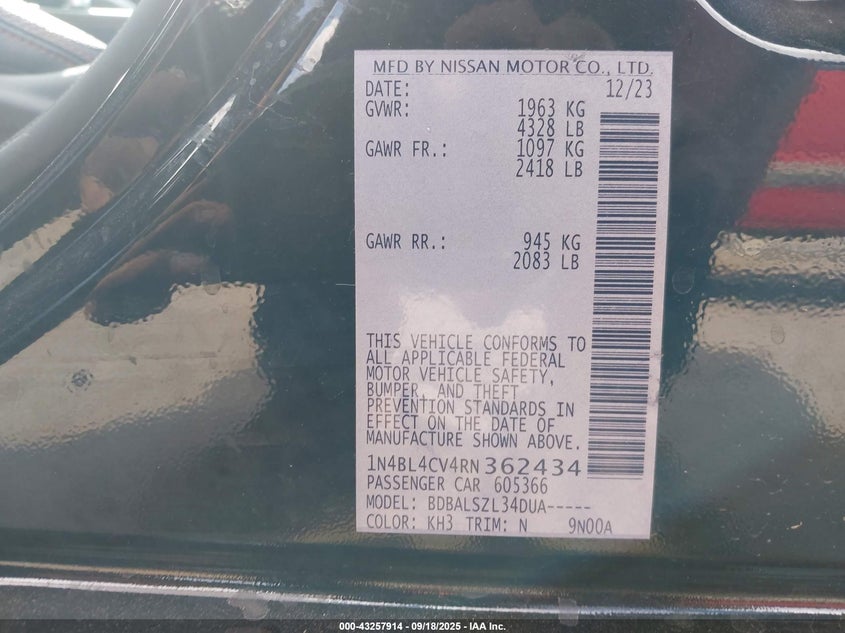 MFD BY NISSAN MOTOR CO., LTD.
DATE: 12/23
GVWR: 1963 KG
4328 LB
GAWR FR.: 1097 KG
2418 LB
GAWR RR.: 945 KG
2083 LB
THIS VEHICLE CONFORMS TO
ALL APPLICABLE FEDERAL
MOTOR VEHICLE SAFETY,
BUMPER, AND THEFT
PREVENTION STANDARDS IN
EFFECT ON THE DATE OF
MANUFACTURE SHOWN ABOVE.
1N4BL4CV4RN362434
PASSENGER CAR 605366
MODEL: BDBALSZL34DUA-----
COLOR: KH3 TRIM: N 9N00A
000-43257914 - 09/18/2025 - IAA Inc.